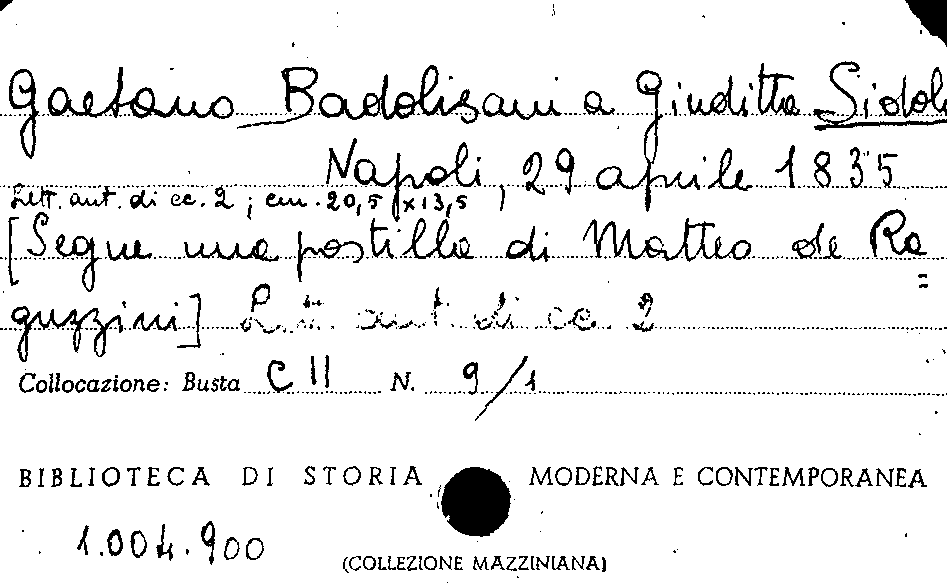 Gaetano Badolisani a Giuditta Sidoli
Napoli, 29 aprile 1835
Lett. aut. di cc. 2 ; cm. 20,5 x 13,5
[Segue una postilla di Matteo de Ra=
guzzini] Lett. aut. di cc. 2
Collocazione: Busta C II N. 9/1
BIBLIOTECA DI STORIA MODERNA E CONTEMPORANEA
1.004.900
(COLLEZIONE MAZZINIANA)